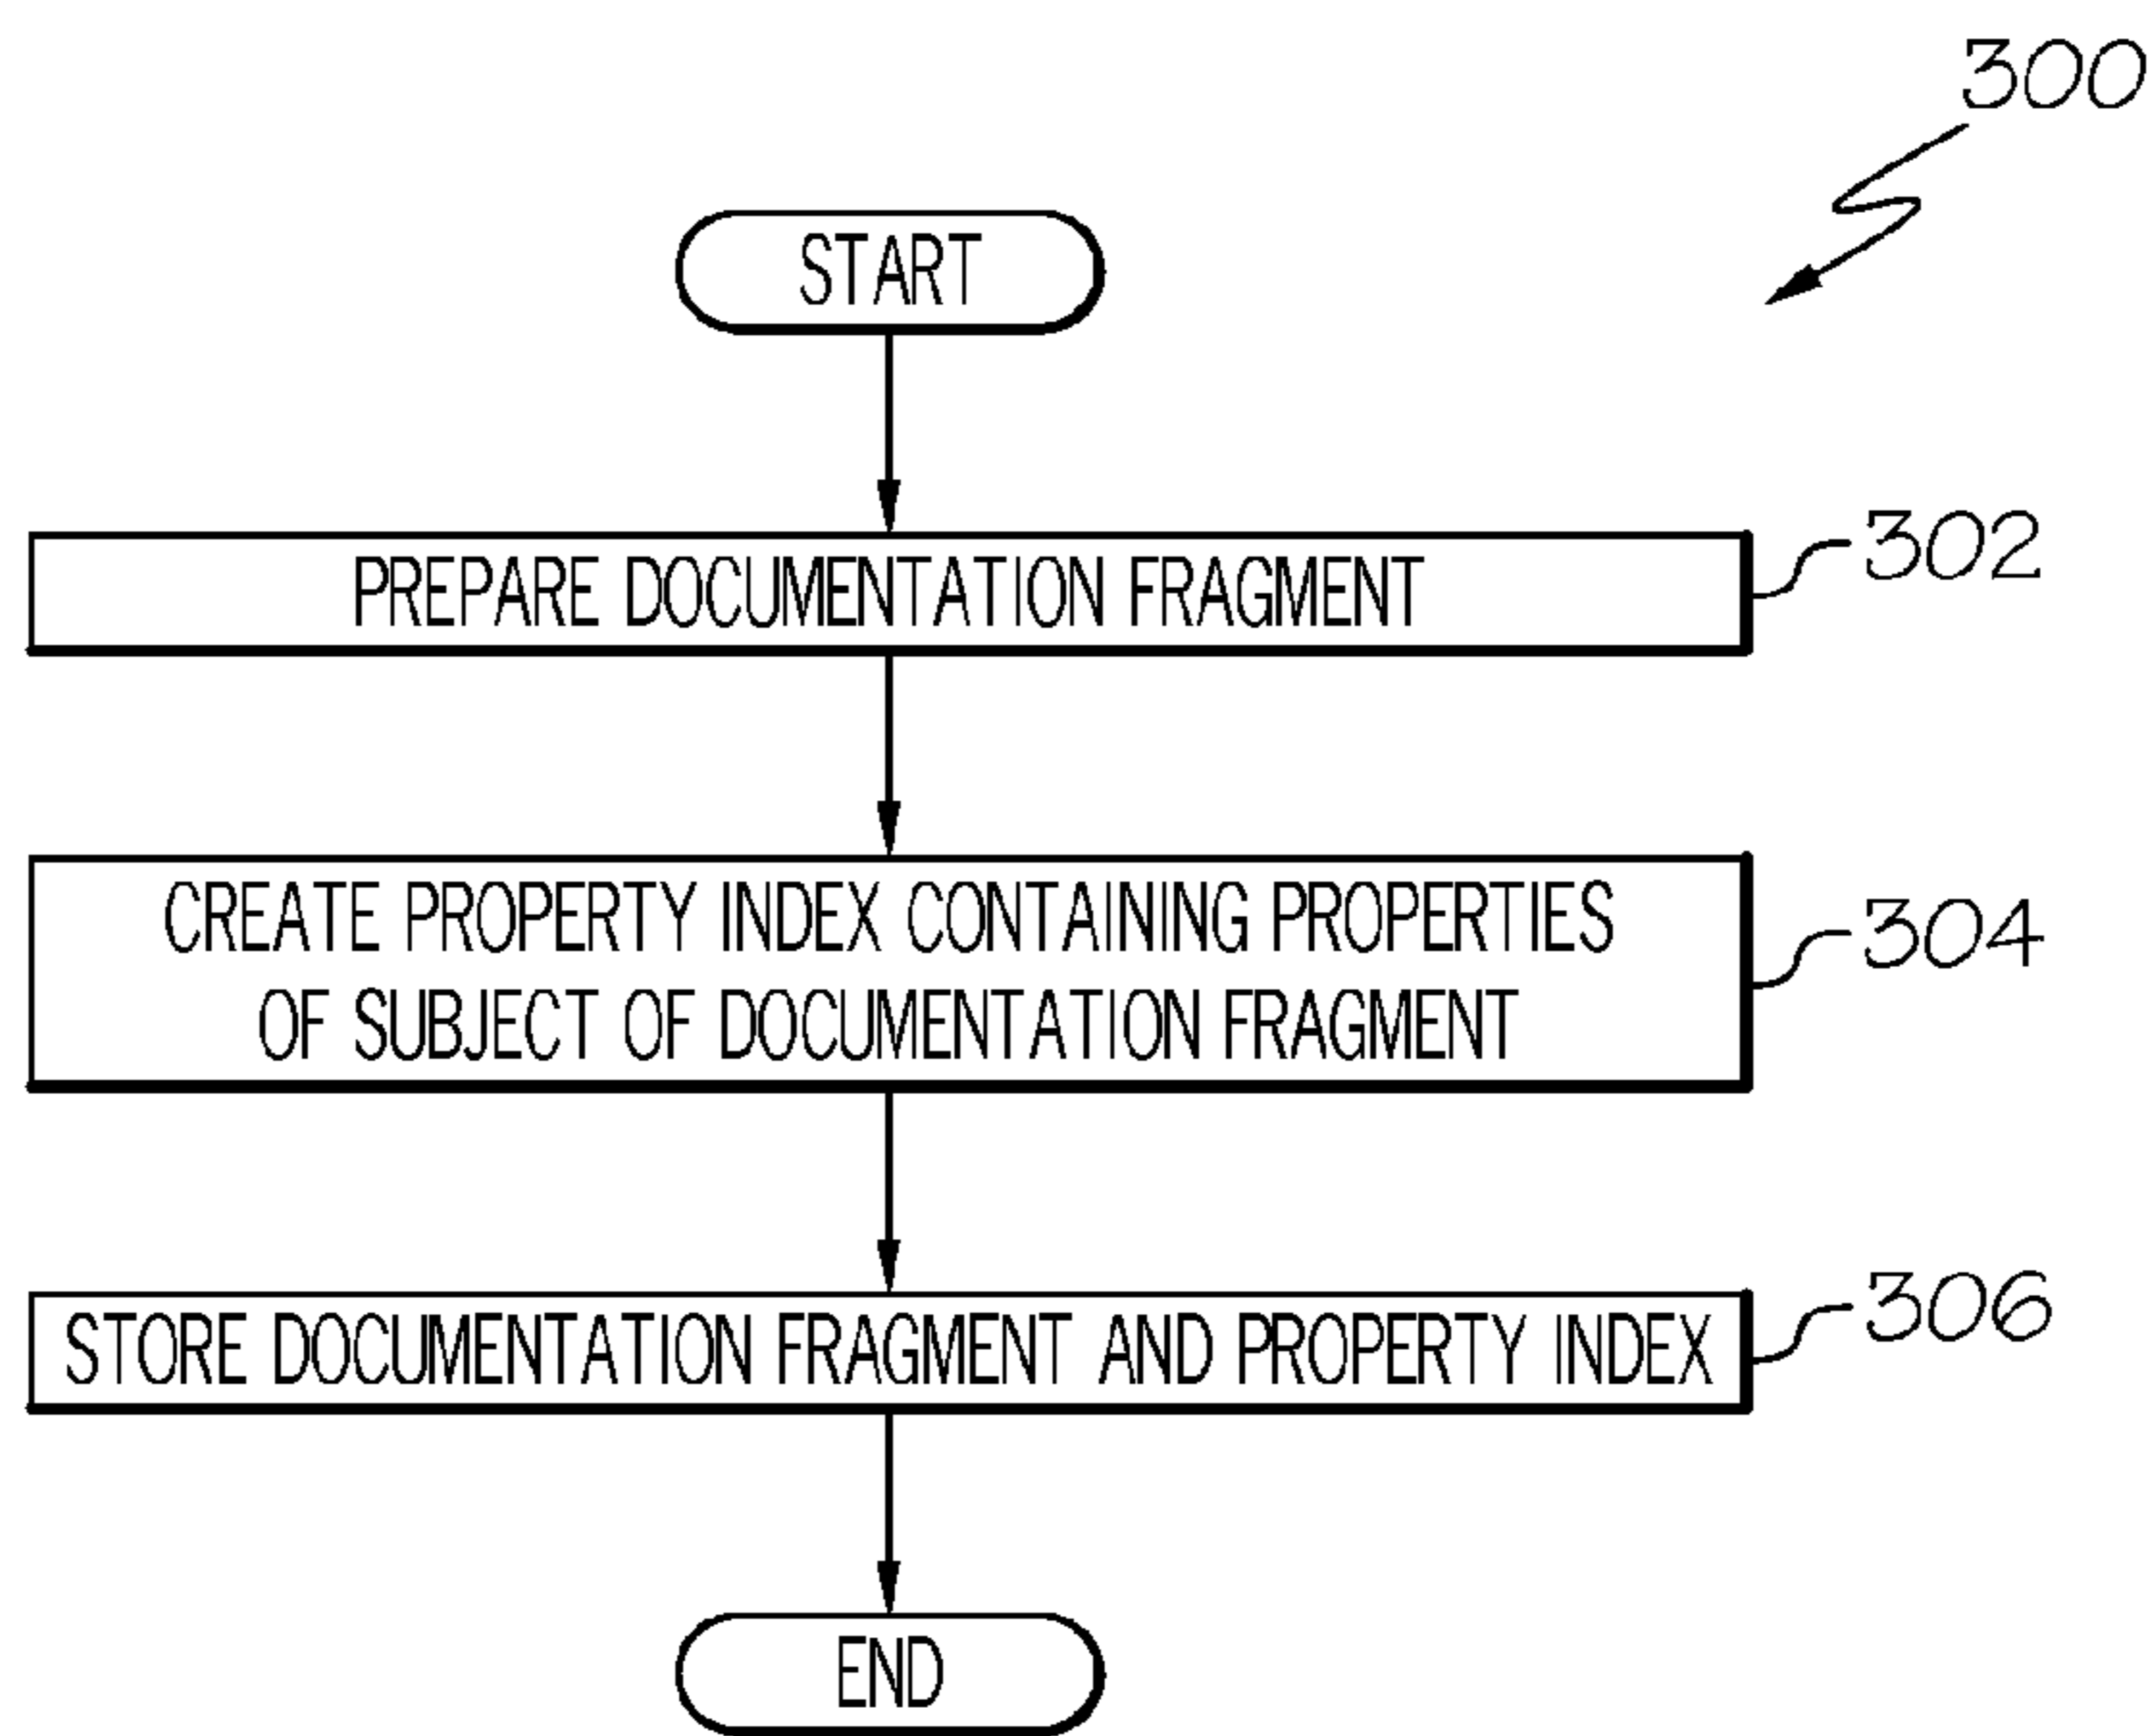 300
START
PREPARE DOCUMENTATION FRAGMENT
302
CREATE PROPERTY INDEX CONTAINING PROPERTIES
OF SUBJECT OF DOCUMENTATION FRAGMENT
304
STORE DOCUMENTATION FRAGMENT AND PROPERTY INDEX
306
END